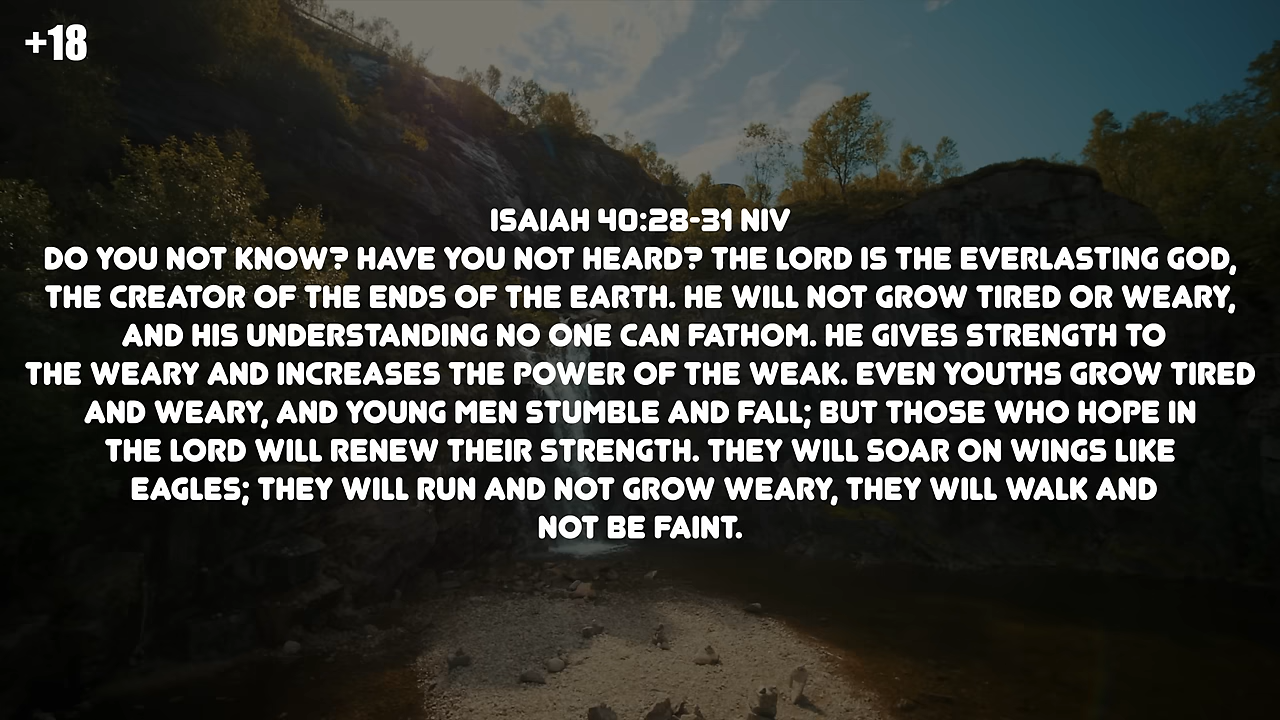 +18
ISAIAH 40:28-31 NIV
DO YOU NOT KNOW? HAVE YOU NOT HEARD? THE LORD IS THE EVERLASTING GOD,
THE CREATOR OF THE ENDS OF THE EARTH. HE WILL NOT GROW TIRED OR WEARY,
AND HIS UNDERSTANDING NO ONE CAN FATHOM. HE GIVES STRENGTH TO
THE WEARY AND INCREASES THE POWER OF THE WEAK. EVEN YOUTHS GROW TIRED
AND WEARY, AND YOUNG MEN STUMBLE AND FALL; BUT THOSE WHO HOPE IN
THE LORD WILL RENEW THEIR STRENGTH. THEY WILL SOAR ON WINGS LIKE
EAGLES; THEY WILL RUN AND NOT GROW WEARY, THEY WILL WALK AND
NOT BE FAINT.